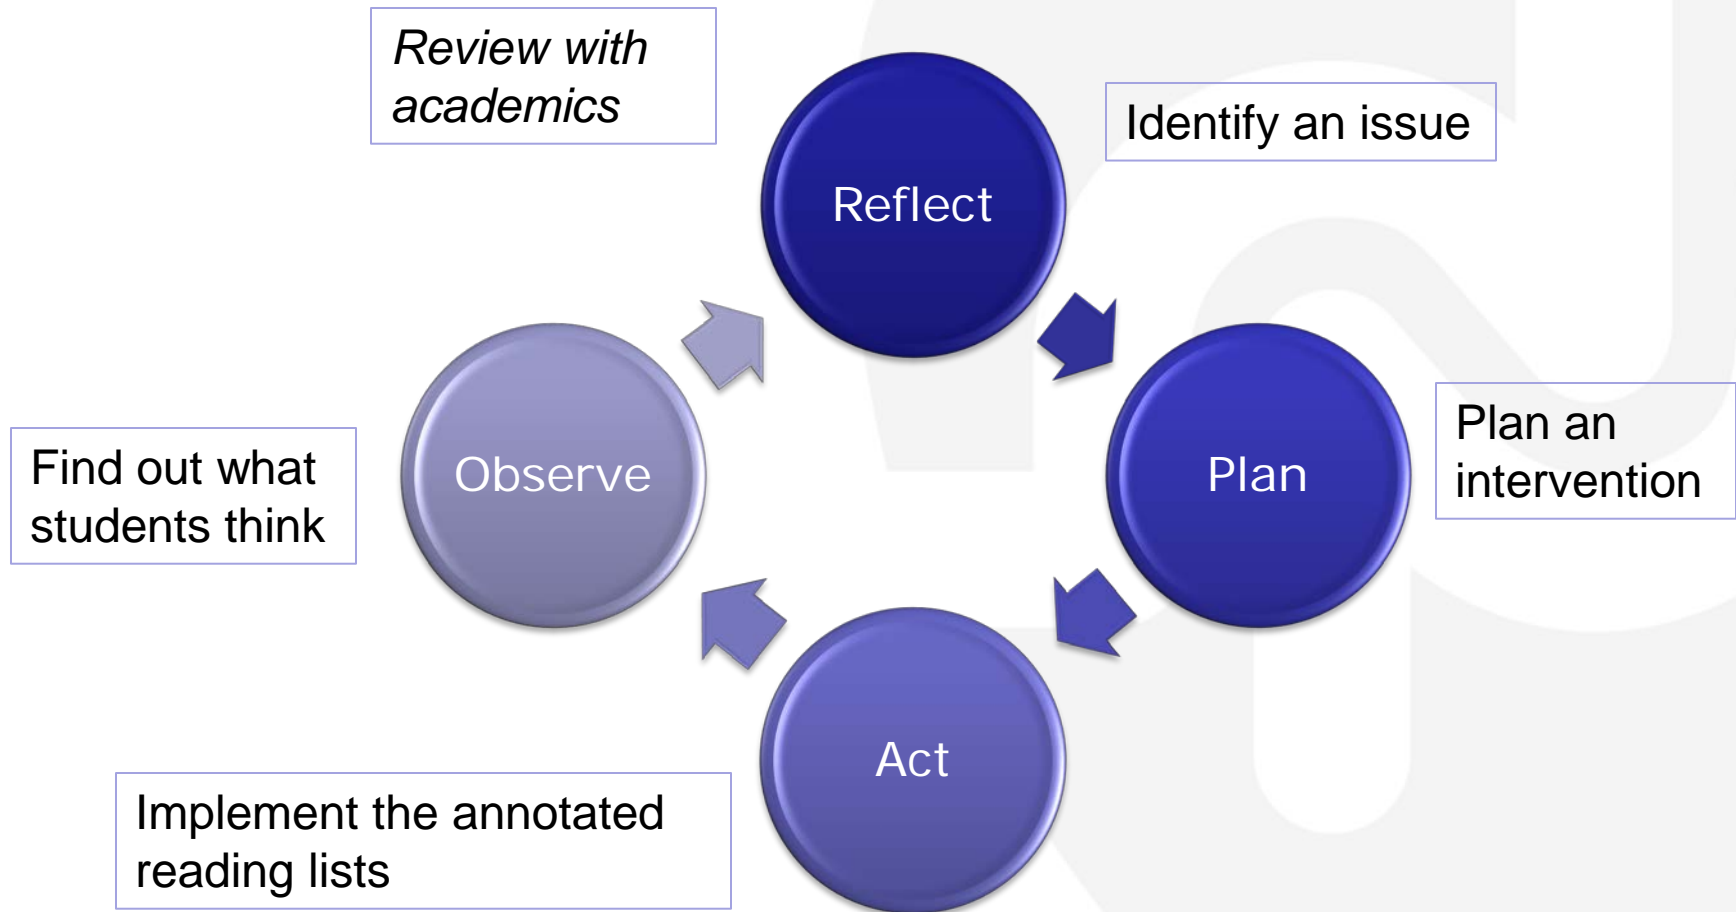 Review with
academics
Reflect
Identify an issue
Observe
Plan
Find out what
students think
Plan an
intervention
Act
Implement the annotated
reading lists